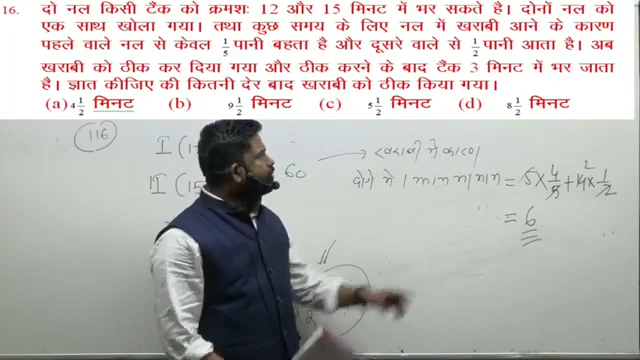 16. दो नल किसी टैंक को क्रमशः 12 और 15 मिनट में भर सकते है। दोनों नल को
एक साथ खोला गया। तथा कुछ समय के लिए नल में खराबी आने के कारण
पहले वाले नल से केवल 1/5 पानी बहता है और दूसरे वाले से 1/2 पानी आता है। अब
खराबी को ठीक कर दिया गया और ठीक करने के बाद टैंक 3 मिनट में भर जाता
है। ज्ञात कीजिए की कितनी देर बाद खराबी को ठीक किया गया।
(a) 4 1/2 मिनट (b) 9 1/2 मिनट (c) 5 1/2 मिनट (d) 8 1/2 मिनट
116
I (1
II (15
60
खराबी के कारण
दोनो ने 1 min = 5 × 4/5 + 4 × 1/2
2
= 6